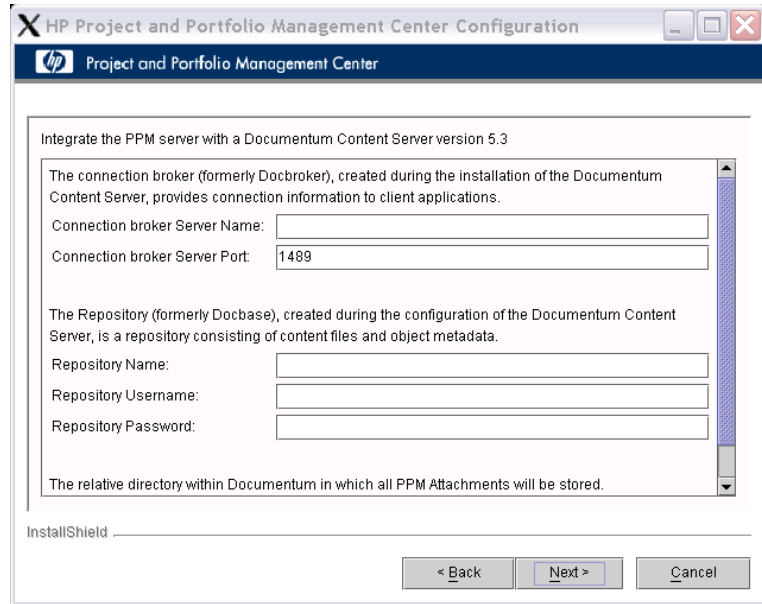 HP Project and Portfolio Management Center Configuration
hp Project and Portfolio Management Center
Integrate the PPM server with a Documentum Content Server version 5.3
The connection broker (formerly Docbroker), created during the installation of the Documentum
Content Server, provides connection information to client applications.
Connection broker Server Name:
Connection broker Server Port: 1489
The Repository (formerly Docbase), created during the configuration of the Documentum Content
Server, is a repository consisting of content files and object metadata.
Repository Name:
Repository Username:
Repository Password:
The relative directory within Documentum in which all PPM Attachments will be stored.
InstallShield
< Back Next > Cancel